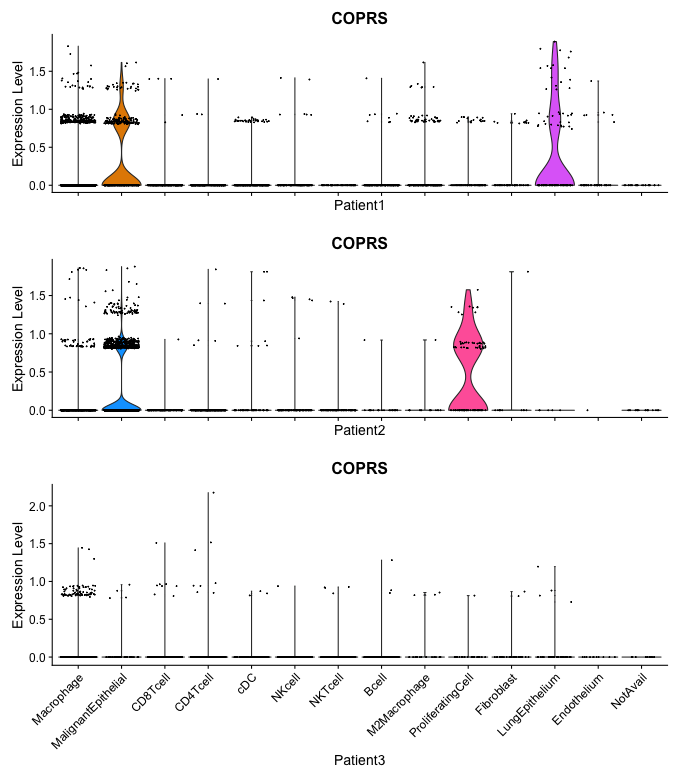 COPRS
Expression Level
1.5
1.0
0.5
0.0
Patient1
COPRS
Expression Level
1.5
1.0
0.5
0.0
Patient2
COPRS
Expression Level
2.0
1.5
1.0
0.5
0.0
Macrophage
MalignantEpithelial
CD8Tcell
CD4Tcell
cDC
NKcell
NKTcell
Bcell
M2Macrophage
ProliferatingCell
Fibroblast
LungEpithelium
Endothelium
NotAvail
Patient3